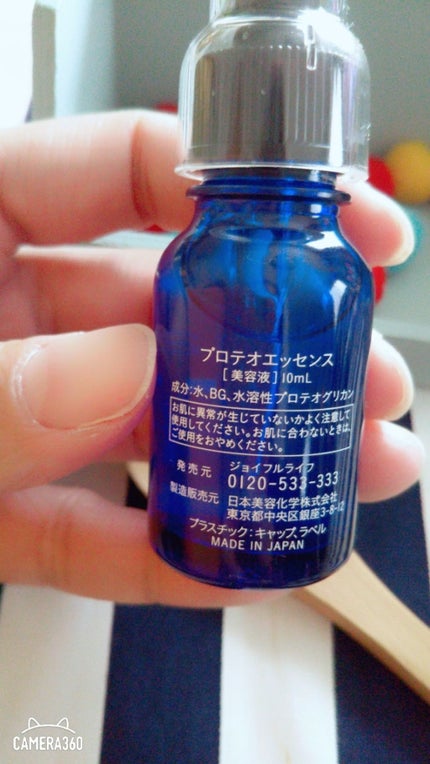 プロテオエッセンス
[美容液] 10mL
成分:水、BG、水溶性プロテオグリカン
お肌に異常が生じていないかよく注意して
使用してください。お肌に合わないときは、
ご使用をおやめください。
発売元 ジョイフルライフ
0120-533-333
製造販売元 日本美容化学株式会社
東京都中央区銀座3-8-12
プラスチック:キャップ、ラベル
MADE IN JAPAN
CAMERA360